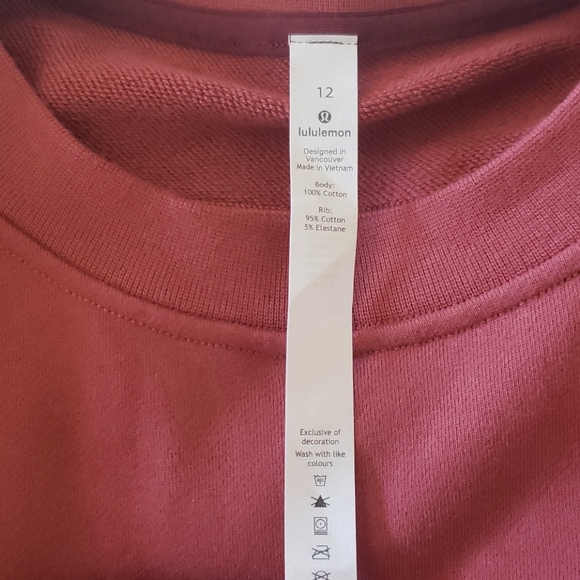 12
lululemon
Designed in
Vancouver
Made in Vietnam
Body:
100% Cotton
Rib:
95% Cotton
5% Elastane
Exclusive of
decoration
Wash with like
colours